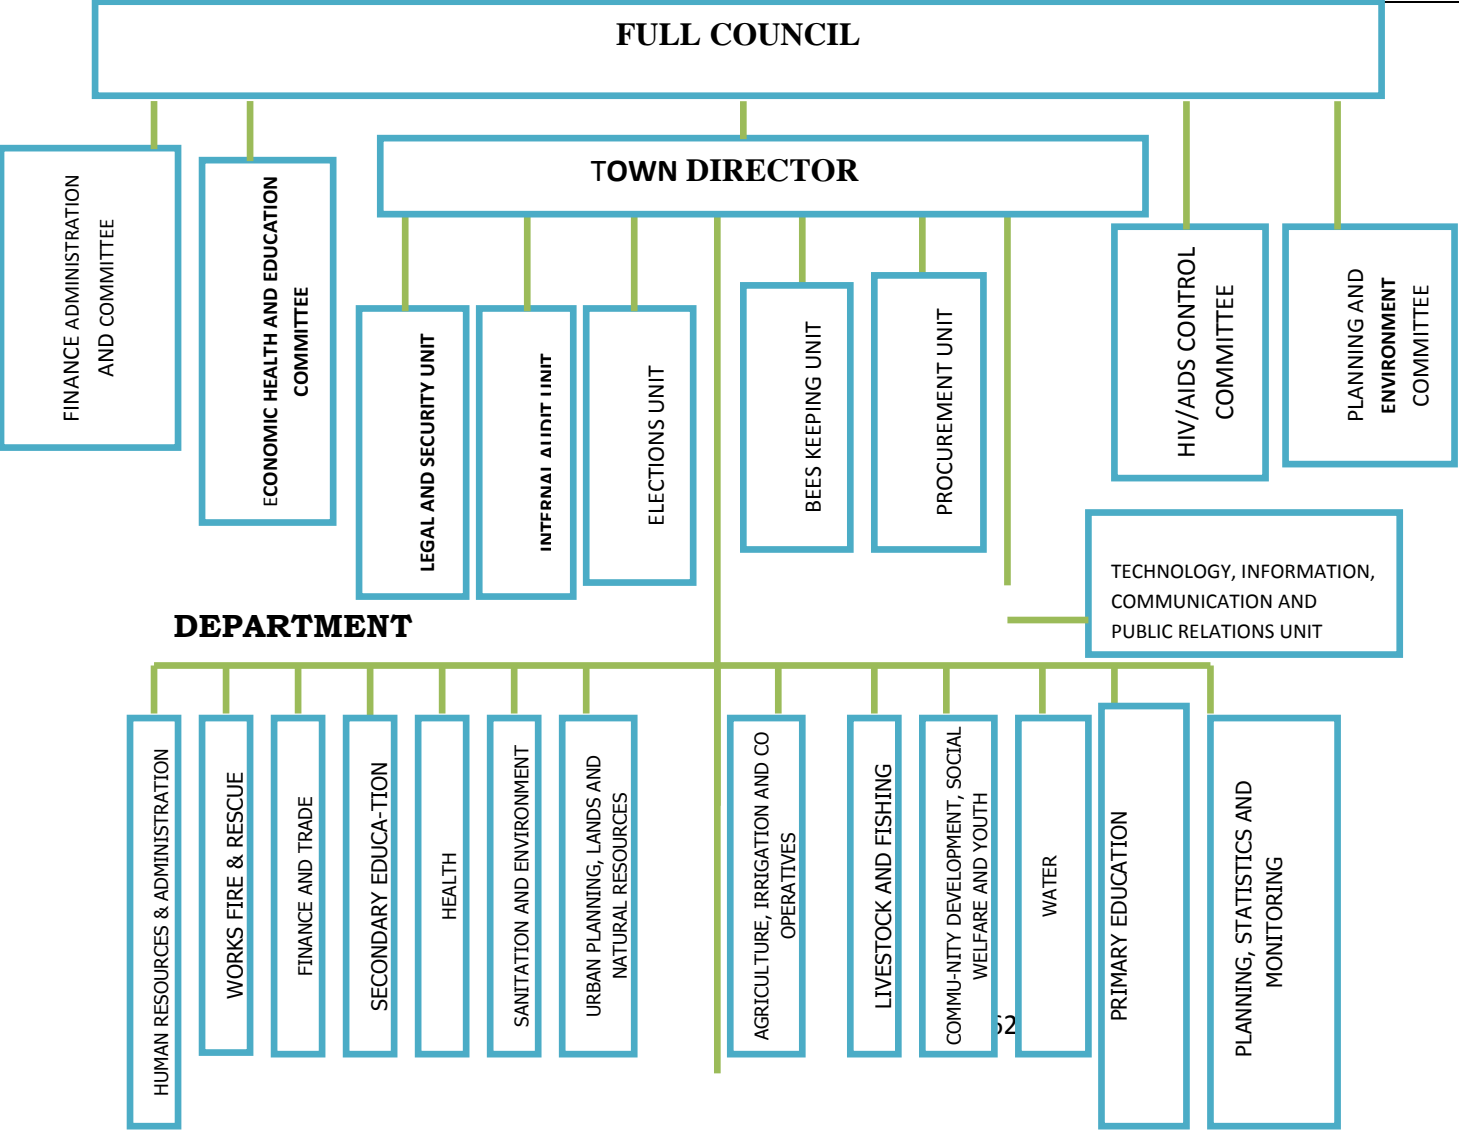 FULL COUNCIL
TOWN DIRECTOR
FINANCE ADMINISTRATION
AND COMMITTEE
ECONOMIC HEALTH AND EDUCATION
COMMITTEE
LEGAL AND SECURITY UNIT
INTERNAL AUDIT UNIT
ELECTIONS UNIT
BEES KEEPING UNIT
PROCUREMENT UNIT
HIV/AIDS CONTROL
COMMITTEE
PLANNING AND
ENVIRONMENT
COMMITTEE
TECHNOLOGY, INFORMATION,
COMMUNICATION AND
PUBLIC RELATIONS UNIT
DEPARTMENT
HUMAN RESOURCES & ADMINISTRATION
WORKS FIRE & RESCUE
FINANCE AND TRADE
SECONDARY EDUCA-TION
HEALTH
SANITATION AND ENVIRONMENT
URBAN PLANNING, LANDS AND
NATURAL RESOURCES
AGRICULTURE, IRRIGATION AND CO
OPERATIVES
LIVESTOCK AND FISHING
COMMU-NITY DEVELOPMENT, SOCIAL
WELFARE AND YOUTH
WATER
PRIMARY EDUCATION
PLANNING, STATISTICS AND
MONITORING